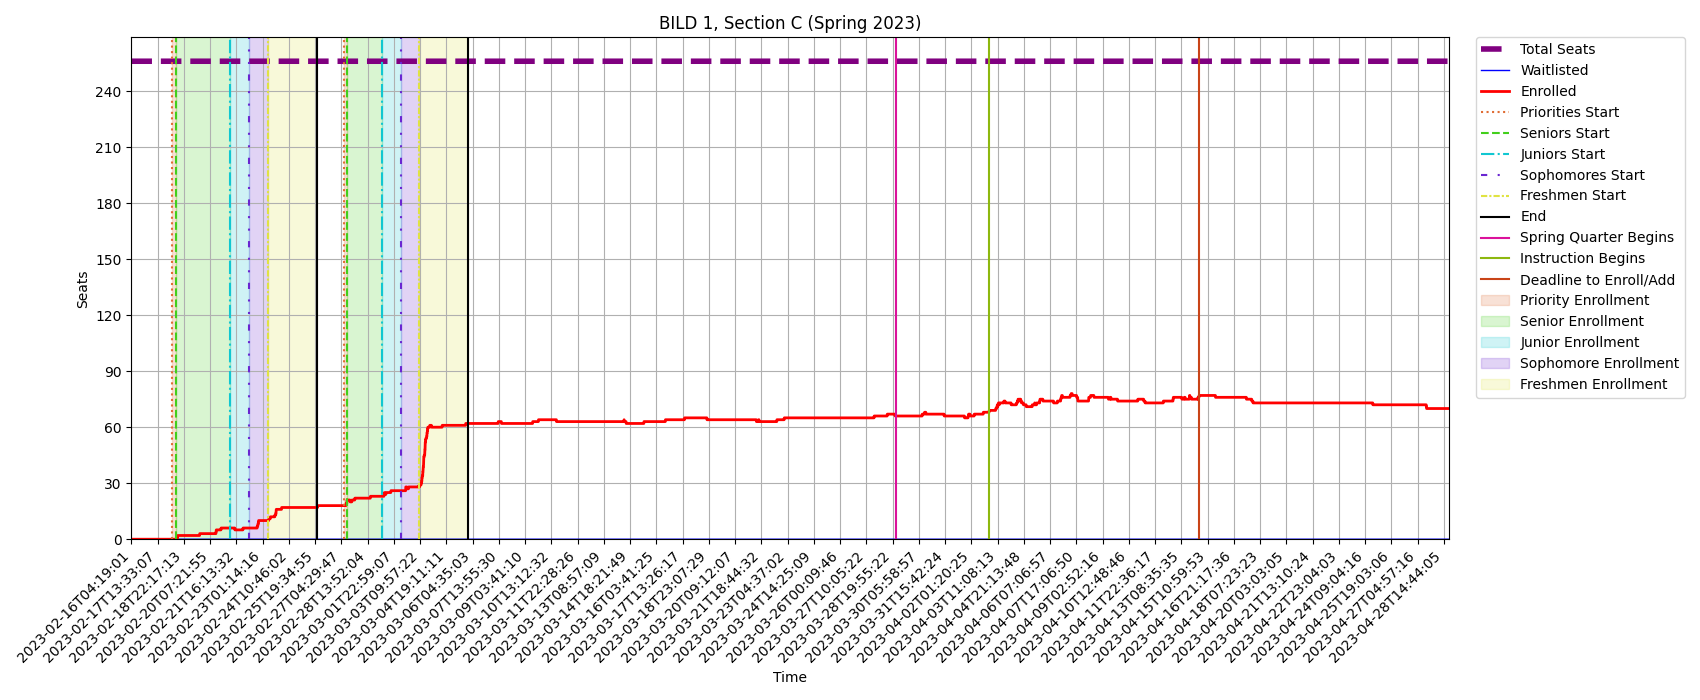 BILD 1, Section C (Spring 2023)
Total Seats
Waitlisted
Enrolled
Priorities Start
Seniors Start
Juniors Start
Sophomores Start
Freshmen Start
End
Spring Quarter Begins
Instruction Begins
Deadline to Enroll/Add
Priority Enrollment
Senior Enrollment
Junior Enrollment
Sophomore Enrollment
Freshmen Enrollment
Seats
240
210
180
150
120
90
60
30
0
2023-02-16T04:19:01
2023-02-17T13:33:07
2023-02-18T22:17:13
2023-02-20T07:21:55
2023-02-21T16:13:32
2023-02-23T01:14:16
2023-02-24T10:46:02
2023-02-25T19:34:55
2023-02-27T04:29:47
2023-02-28T13:52:04
2023-03-01T22:59:07
2023-03-03T09:57:22
2023-03-04T19:11:11
2023-03-06T04:35:03
2023-03-07T13:55:30
2023-03-09T03:41:10
2023-03-10T13:12:32
2023-03-11T22:28:26
2023-03-13T08:57:09
2023-03-14T18:21:49
2023-03-16T03:41:25
2023-03-17T13:26:17
2023-03-18T23:07:29
2023-03-20T09:12:07
2023-03-21T18:44:32
2023-03-23T04:37:02
2023-03-24T14:25:09
2023-03-26T00:09:46
2023-03-27T10:05:22
2023-03-28T19:55:22
2023-03-30T05:58:57
2023-03-31T15:42:24
2023-04-02T01:20:25
2023-04-03T11:08:13
2023-04-04T21:13:48
2023-04-06T07:06:57
2023-04-07T17:06:50
2023-04-09T02:52:16
2023-04-10T12:48:46
2023-04-11T22:36:17
2023-04-13T08:35:35
2023-04-15T10:59:53
2023-04-16T21:17:36
2023-04-18T07:23:23
2023-04-20T03:03:05
2023-04-21T13:10:24
2023-04-22T23:04:03
2023-04-24T09:04:16
2023-04-25T19:03:06
2023-04-27T04:57:16
2023-04-28T14:44:05
Time